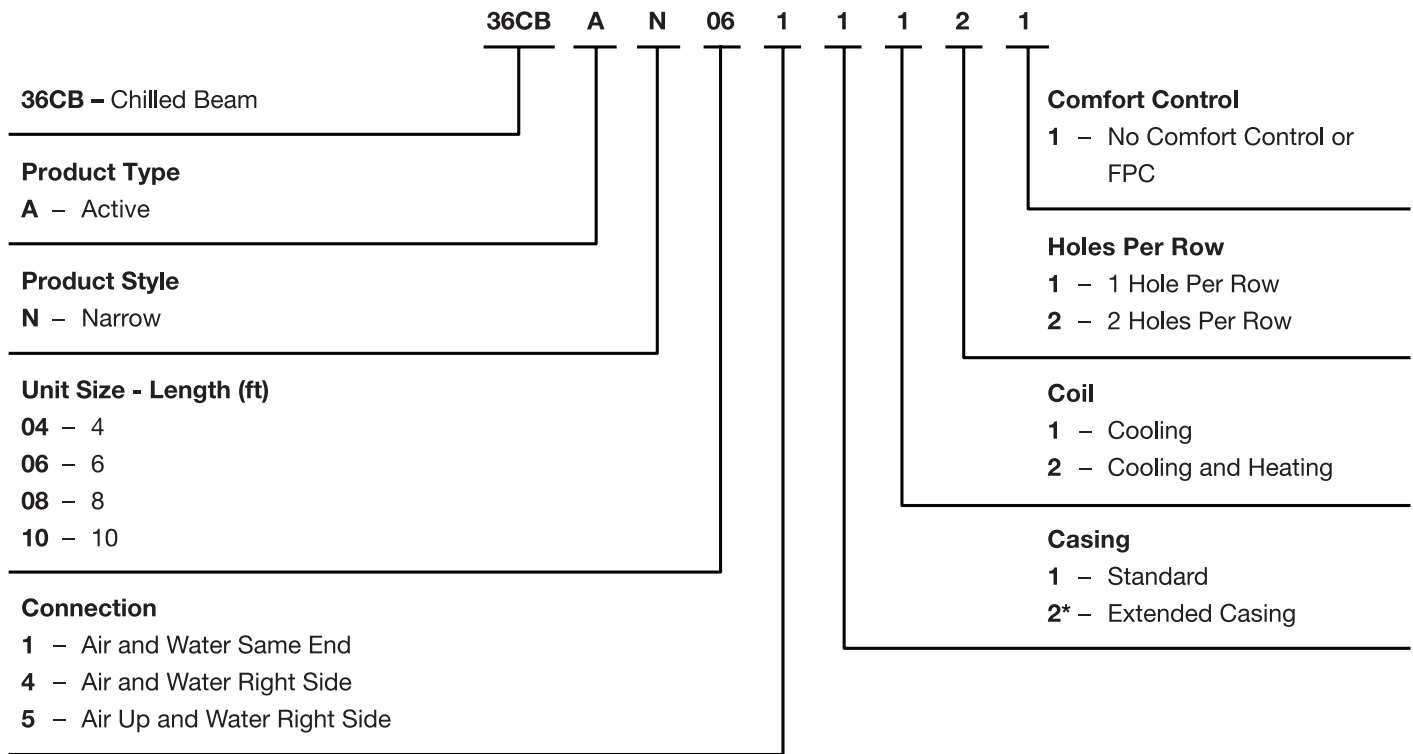 36CB A N 06 1 1 1 2 1
36CB – Chilled Beam
Product Type
A – Active
Product Style
N – Narrow
Unit Size - Length (ft)
04 – 4
06 – 6
08 – 8
10 – 10
Connection
1 – Air and Water Same End
4 – Air and Water Right Side
5 – Air Up and Water Right Side
Comfort Control
1 – No Comfort Control or
FPC
Holes Per Row
1 – 1 Hole Per Row
2 – 2 Holes Per Row
Coil
1 – Cooling
2 – Cooling and Heating
Casing
1 – Standard
2* – Extended Casing